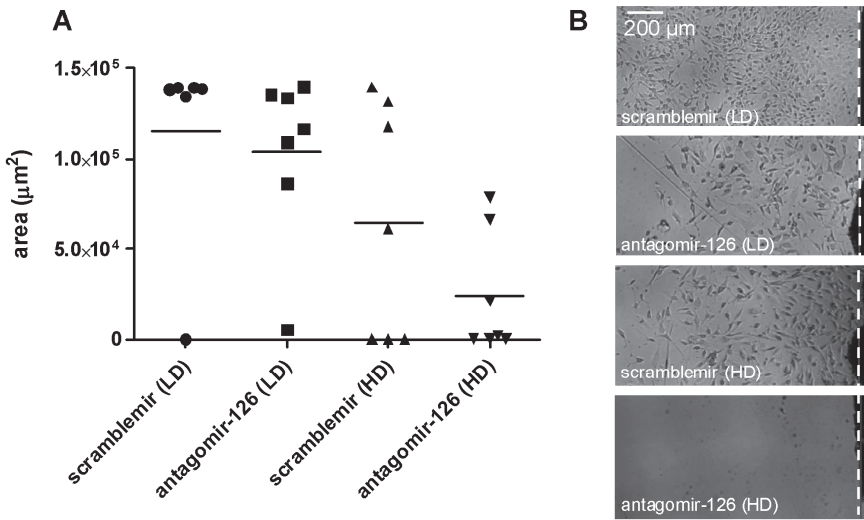 A
area (μm²)
1.5×10⁵
1.0×10⁵
5.0×10⁴
0
scramblemir (LD)
antagomir-126 (LD)
scramblemir (HD)
antagomir-126 (HD)
B
200 μm
scramblemir (LD)
antagomir-126 (LD)
scramblemir (HD)
antagomir-126 (HD)